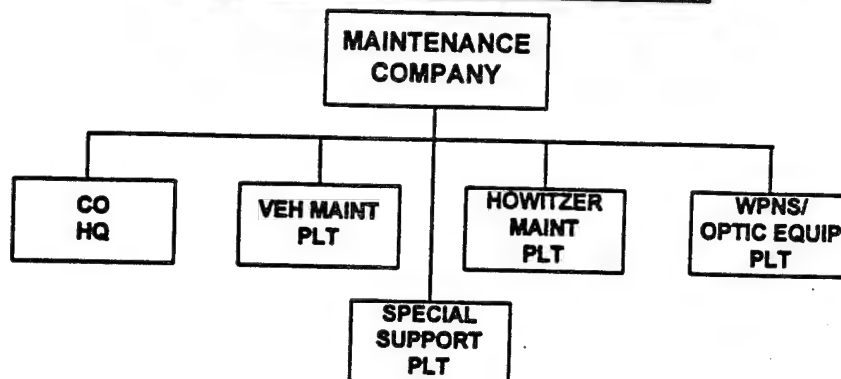 MAINTENANCE
COMPANY
CO
HQ
VEH MAINT
PLT
HOWITZER
MAINT
PLT
WPNS/
OPTIC EQUIP
PLT
SPECIAL
SUPPORT
PLT